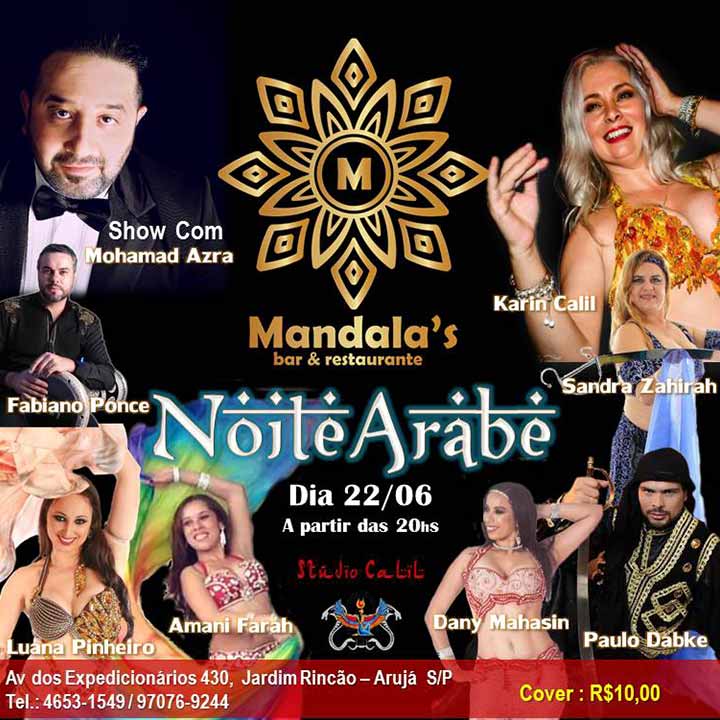 M
Show Com
Mohamad Azra
Karin Calil
Mandala's
bar & restaurante
Fabiano Ponce
Sandra Zahirah
Noite Arabe
Dia 22/06
A partir das 20hs
Stúdio Calil
Luana Pinheiro
Amani Farah
Dany Mahasin
Paulo Dabke
Av dos Expedicionários 430, Jardim Rincão – Arujá S/P
Tel.: 4653-1549 / 97076-9244
Cover : R$10,00